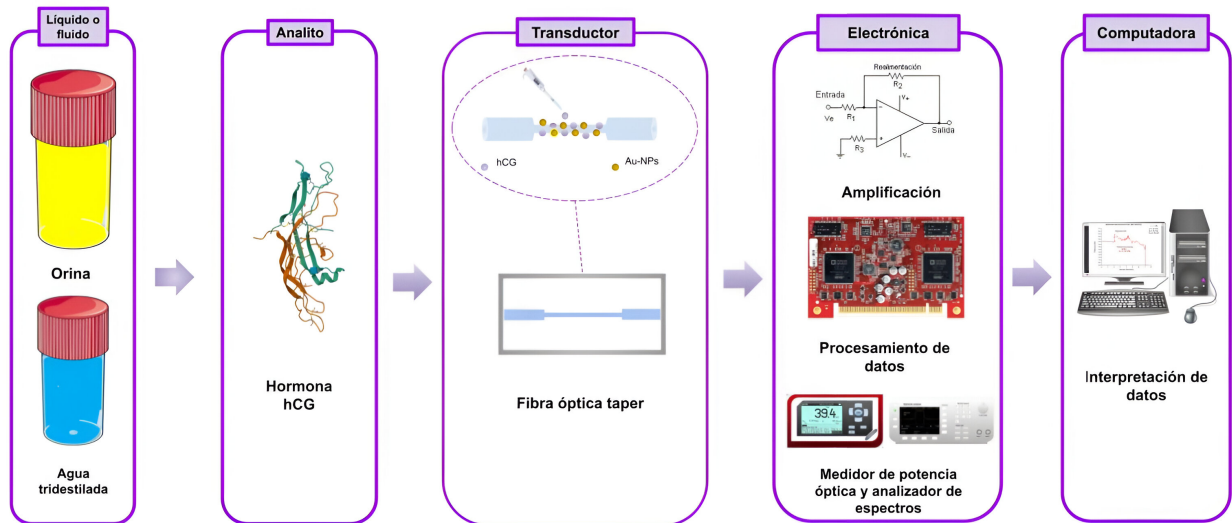 Líquido o
fluido
Orina
Agua
tridestilada
Analito
Hormona
hCG
Transductor
hCG
Au-NPs
Fibra óptica taper
Electrónica
Realimentación
R2
Entrada
Ve
R1
V+
Salida
R3
V-
Amplificación
Procesamiento de
datos
39.4
Medidor de potencia
óptica y analizador de
espectros
Computadora
Interpretación de
datos